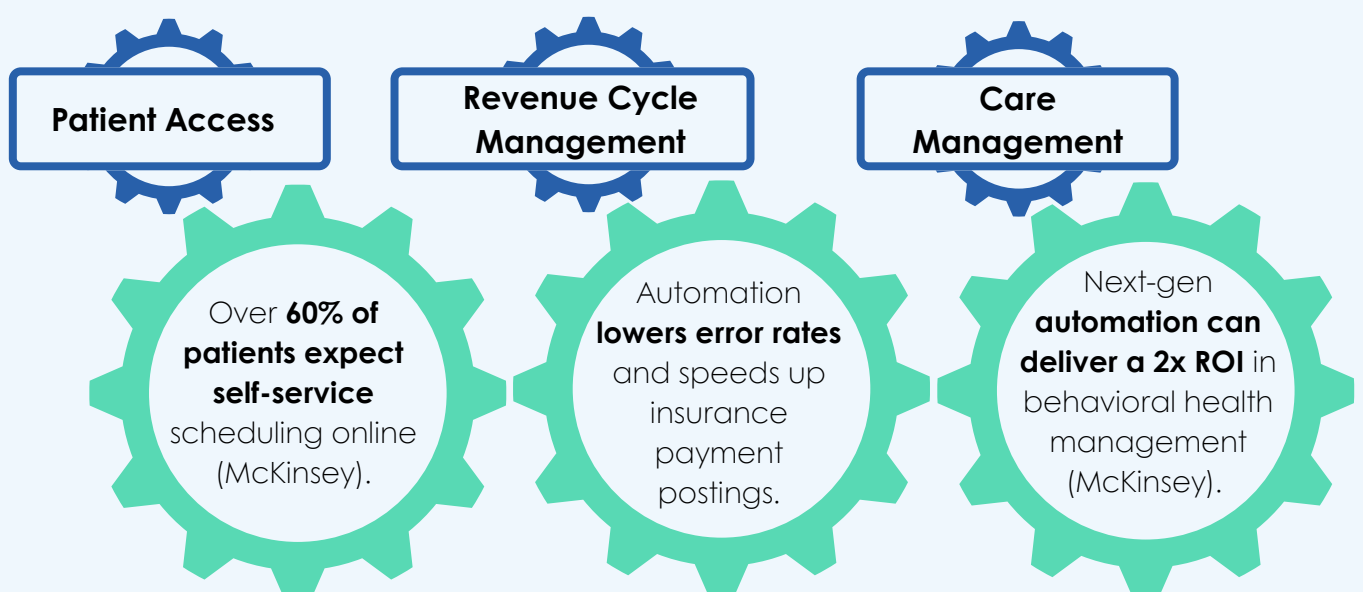 Patient Access
Revenue Cycle
Management
Care
Management
Over 60% of
patients expect
self-service
scheduling online
(McKinsey).
Automation
lowers error rates
and speeds up
insurance
payment
postings.
Next-gen
automation can
deliver a 2x ROI in
behavioral health
management
(McKinsey).